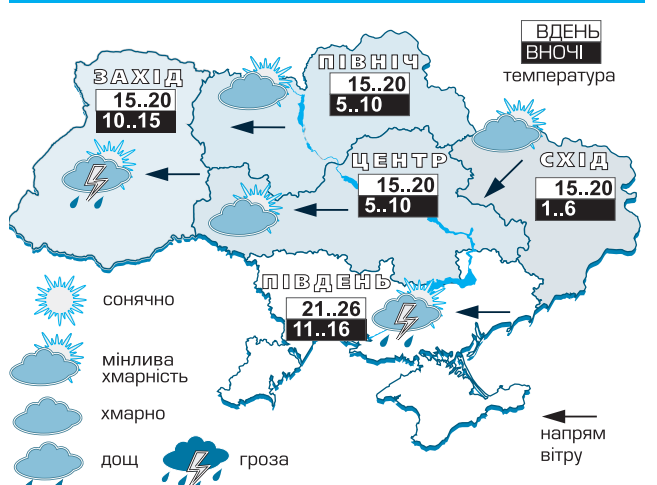 ВДЕНЬ
ВНОЧІ
температура
ЗАХІД
15..20
10..15
ПІВНІЧ
15..20
5..10
ЦЕНТР
15..20
5..10
СХІД
15..20
1..6
ПІВДЕНЬ
21..26
11..16
сонячно
мінлива
хмарність
хмарно
дощ
гроза
напрям
вітру